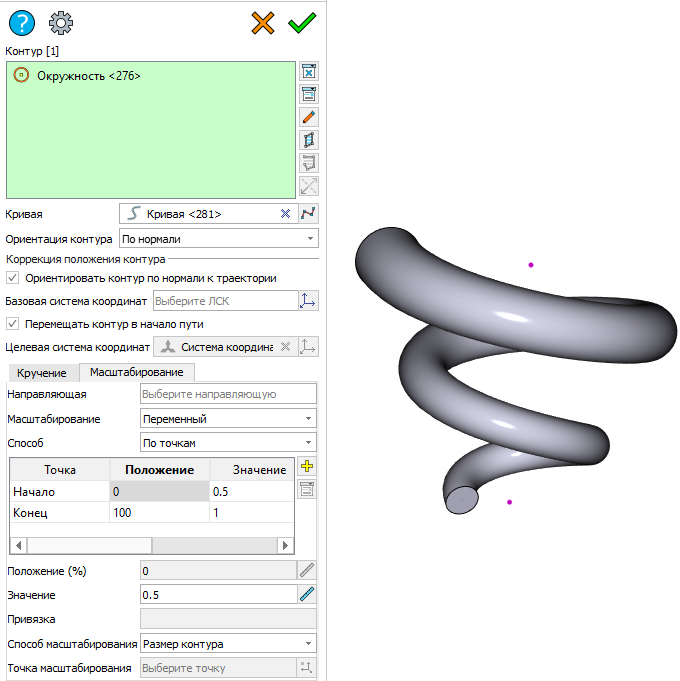 ?
Контур [1]
Окружность <276>
Кривая Кривая <281>
Ориентация контура По нормали
Коррекция положения контура
Ориентировать контур по нормали к траектории
Базовая система координат Выберите ЛСК
Перемещать контур в начало пути
Целевая система координат Система координа
Кручение Масштабирование
Направляющая Выберите направляющую
Масштабирование Переменный
Способ По точкам
Точка Положение Значение
Начало 0 0.5
Конец 100 1
Положение (%) 0
Значение 0.5
Привязка
Способ масштабирования Размер контура
Точка масштабирования Выберите точку